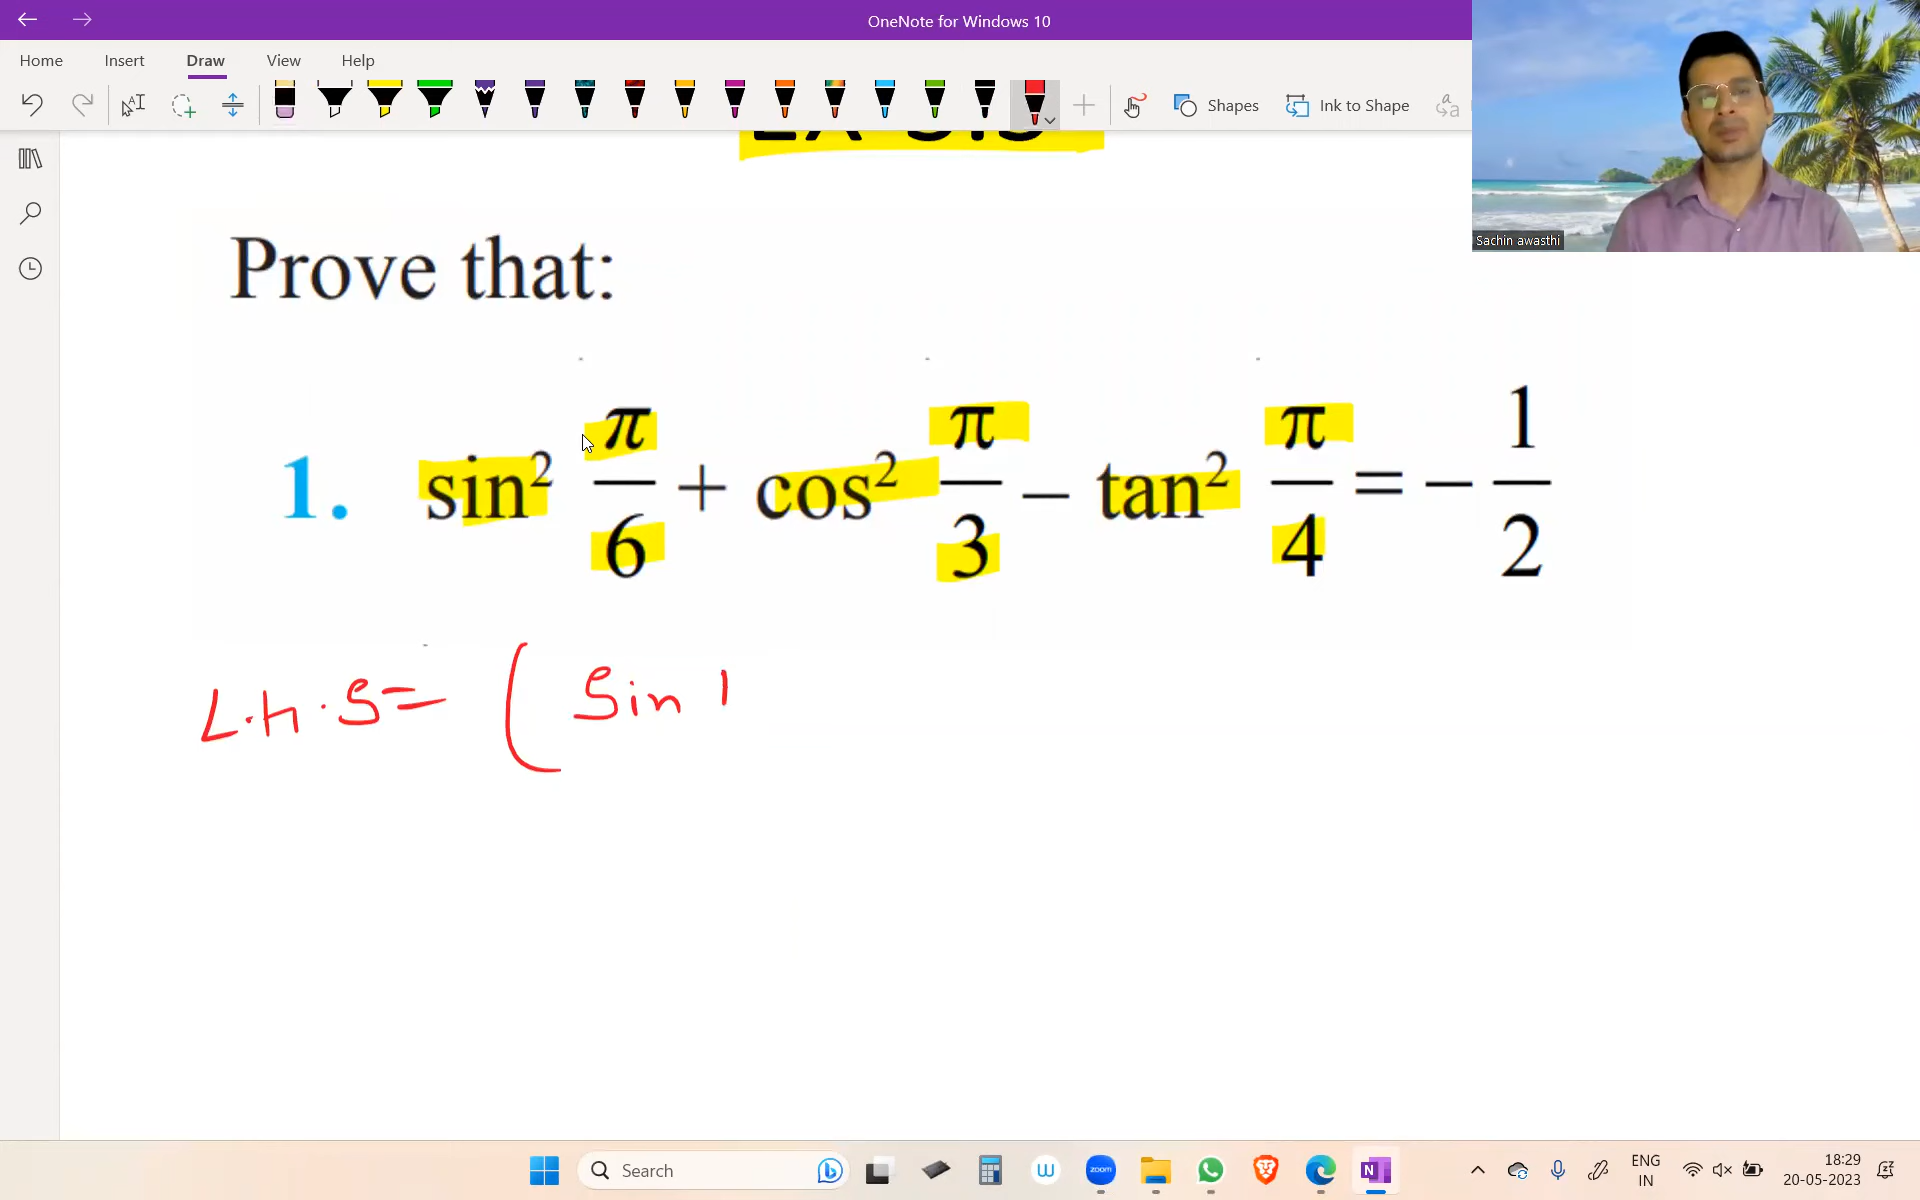 OneNote for Windows 10
Home Insert Draw View Help
Shapes Ink to Shape
Sachin awasthi
Prove that:
1. sin² π/6 + cos² π/3 − tan² π/4 = − 1/2
L.H.S = ( Sin
Search
zoom
ENG
IN
18:29
20-05-2023